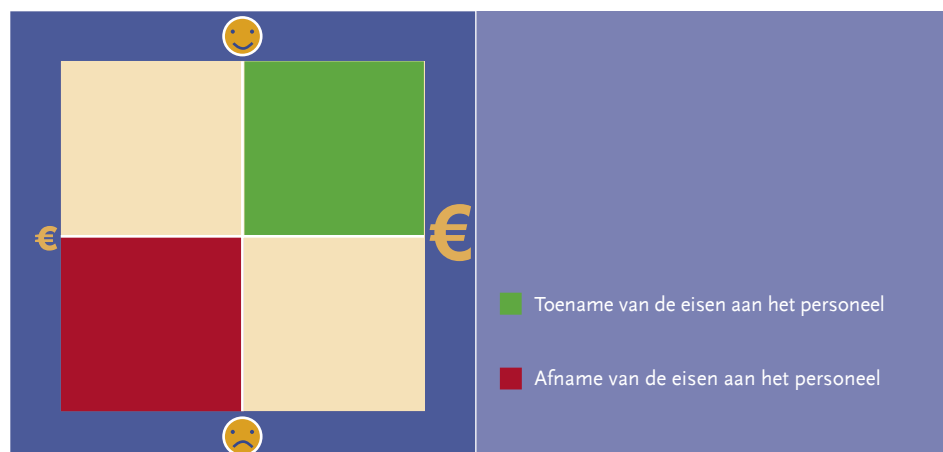 €
€
Toename van de eisen aan het personeel
Afname van de eisen aan het personeel